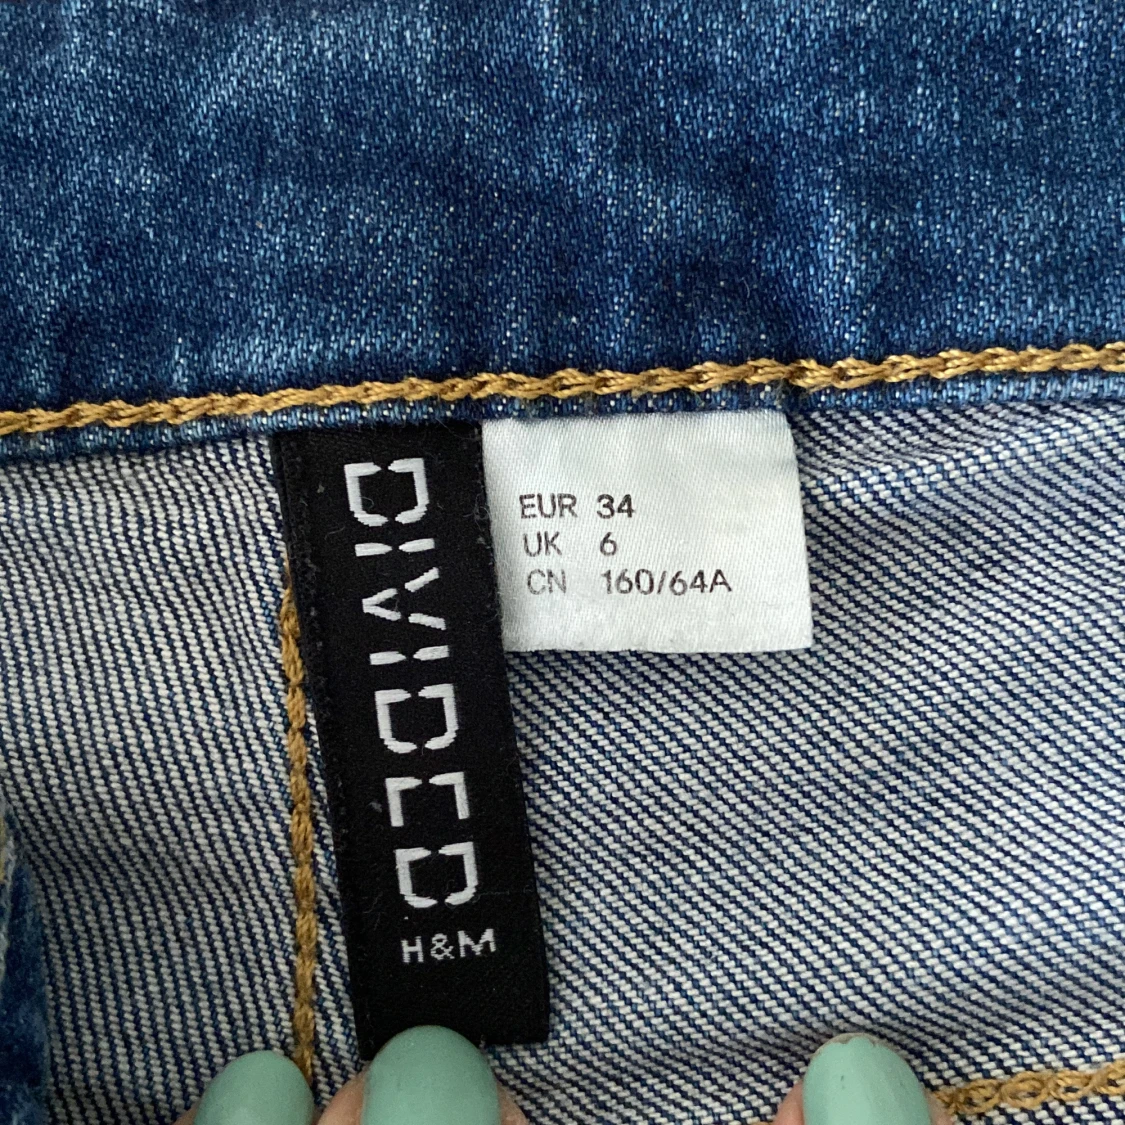 DIVIDED
H&M
EUR 34
UK 6
CN 160/64A